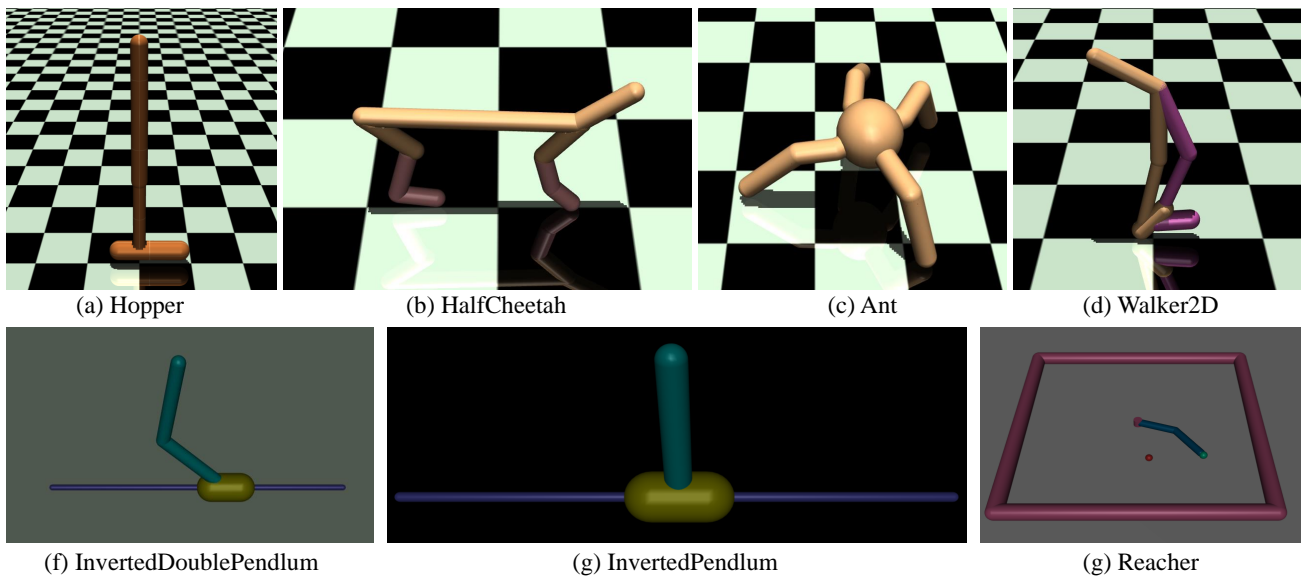 (a) Hopper
(b) HalfCheetah
(c) Ant
(d) Walker2D
(f) InvertedDoublePendlum
(g) InvertedPendlum
(g) Reacher